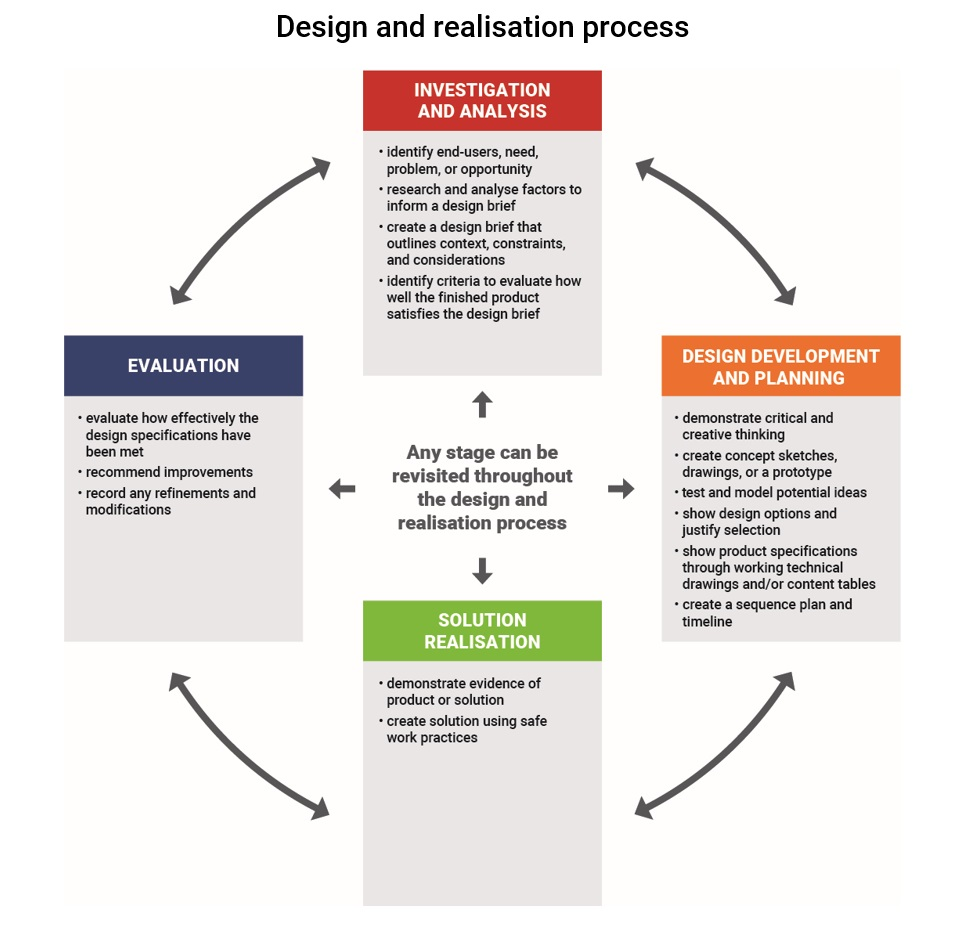 Design and realisation process
INVESTIGATION
AND ANALYSIS
• identify end-users, need,
problem, or opportunity
• research and analyse factors to
inform a design brief
• create a design brief that
outlines context, constraints,
and considerations
• identify criteria to evaluate how
well the finished product
satisfies the design brief
EVALUATION
• evaluate how effectively the
design specifications have
been met
• recommend improvements
• record any refinements and
modifications
Any stage can be
revisited throughout
the design and
realisation process
DESIGN DEVELOPMENT
AND PLANNING
• demonstrate critical and
creative thinking
• create concept sketches,
drawings, or a prototype
• test and model potential ideas
• show design options and
justify selection
• show product specifications
through working technical
drawings and/or content tables
• create a sequence plan and
timeline
SOLUTION
REALISATION
• demonstrate evidence of
product or solution
• create solution using safe
work practices